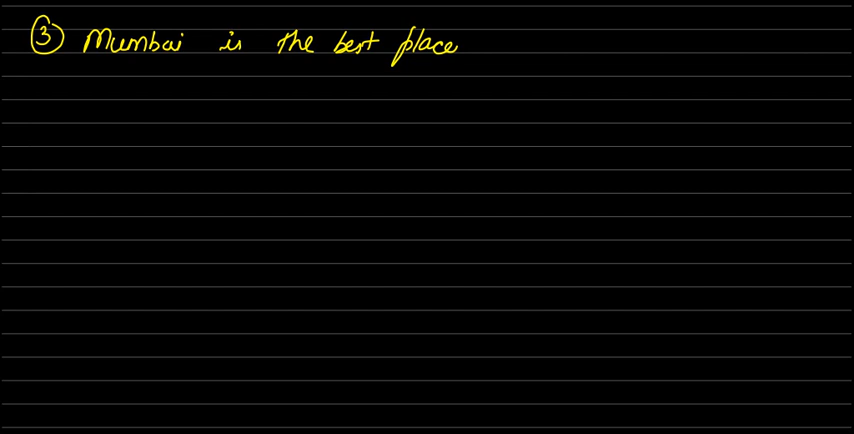 ③ Mumbai is the best place